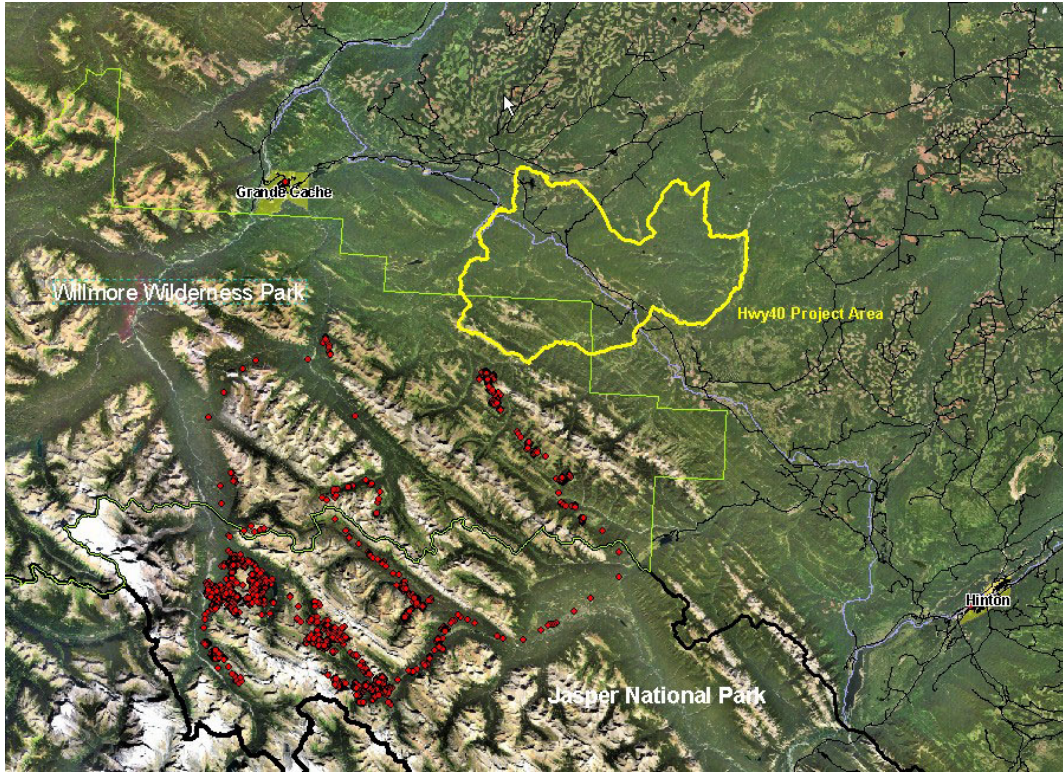 Grande Cache
Willmore Wilderness Park
Hwy40 Project Area
Hinton
Jasper National Park